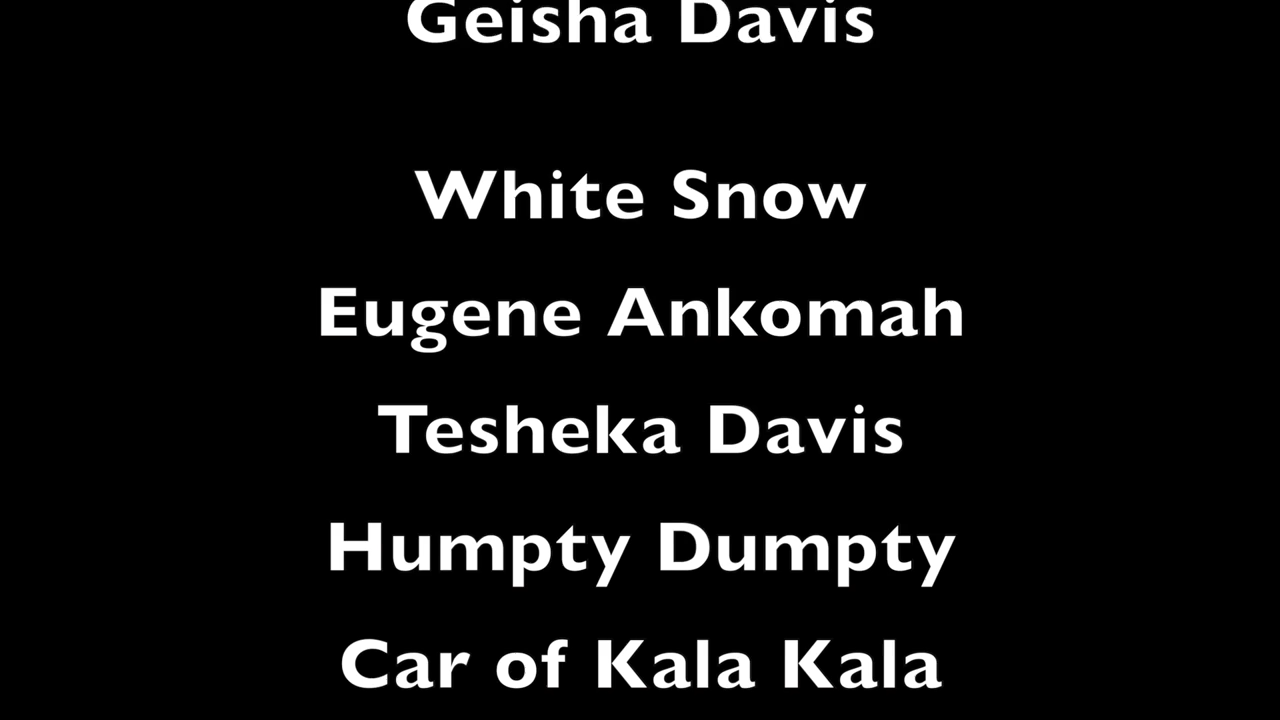 Geisha Davis
White Snow
Eugene Ankomah
Tesheka Davis
Humpty Dumpty
Car of Kala Kala